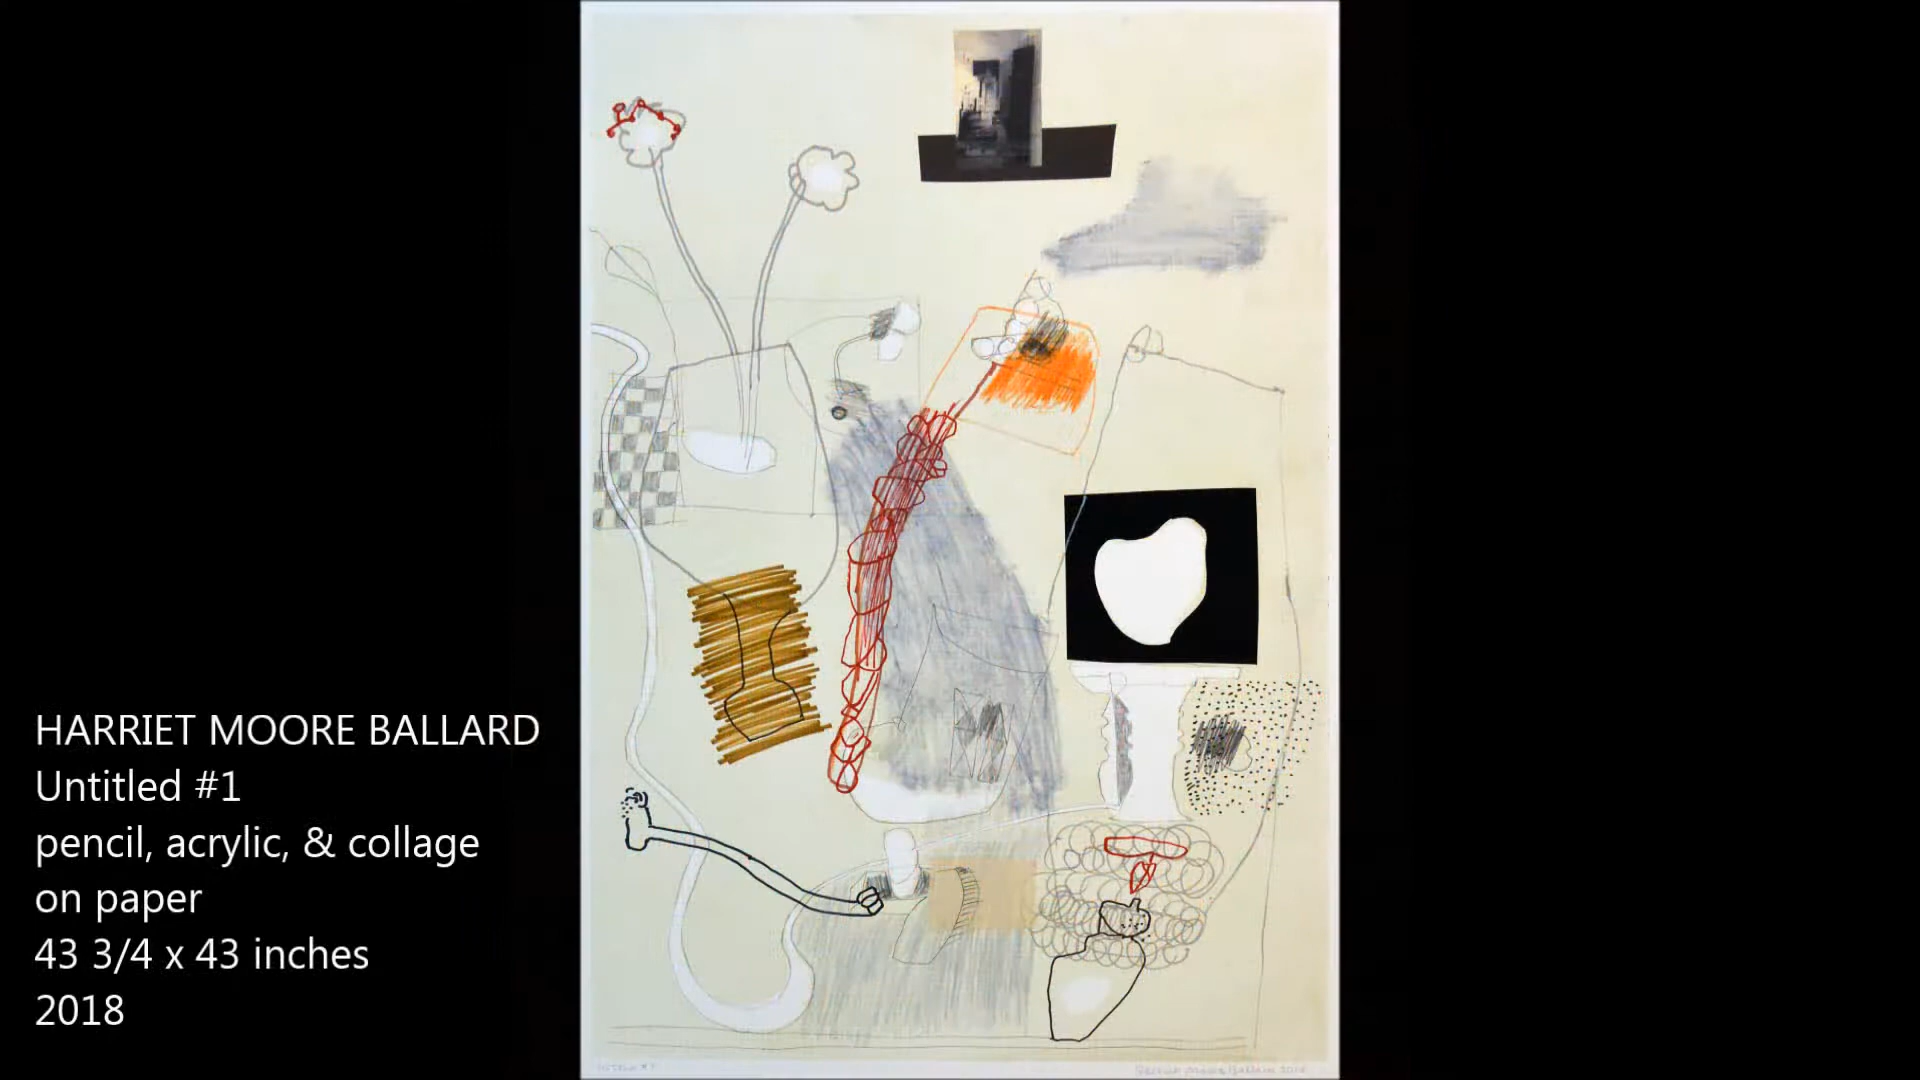 HARRIET MOORE BALLARD
Untitled #1
pencil, acrylic, & collage
on paper
43 3/4 x 43 inches
2018